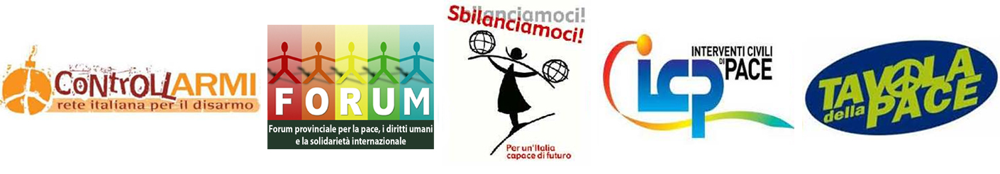 CONTROLLARMI
rete italiana per il disarmo
FORUM
Forum provinciale per la pace, i diritti umani
e la solidarietà internazionale
Sbilanciamoci!
Sbilanciamoci!
Per un'Italia
capace di futuro
icp
INTERVENTI CIVILI
DI
PACE
TAVOLA
della
PACE